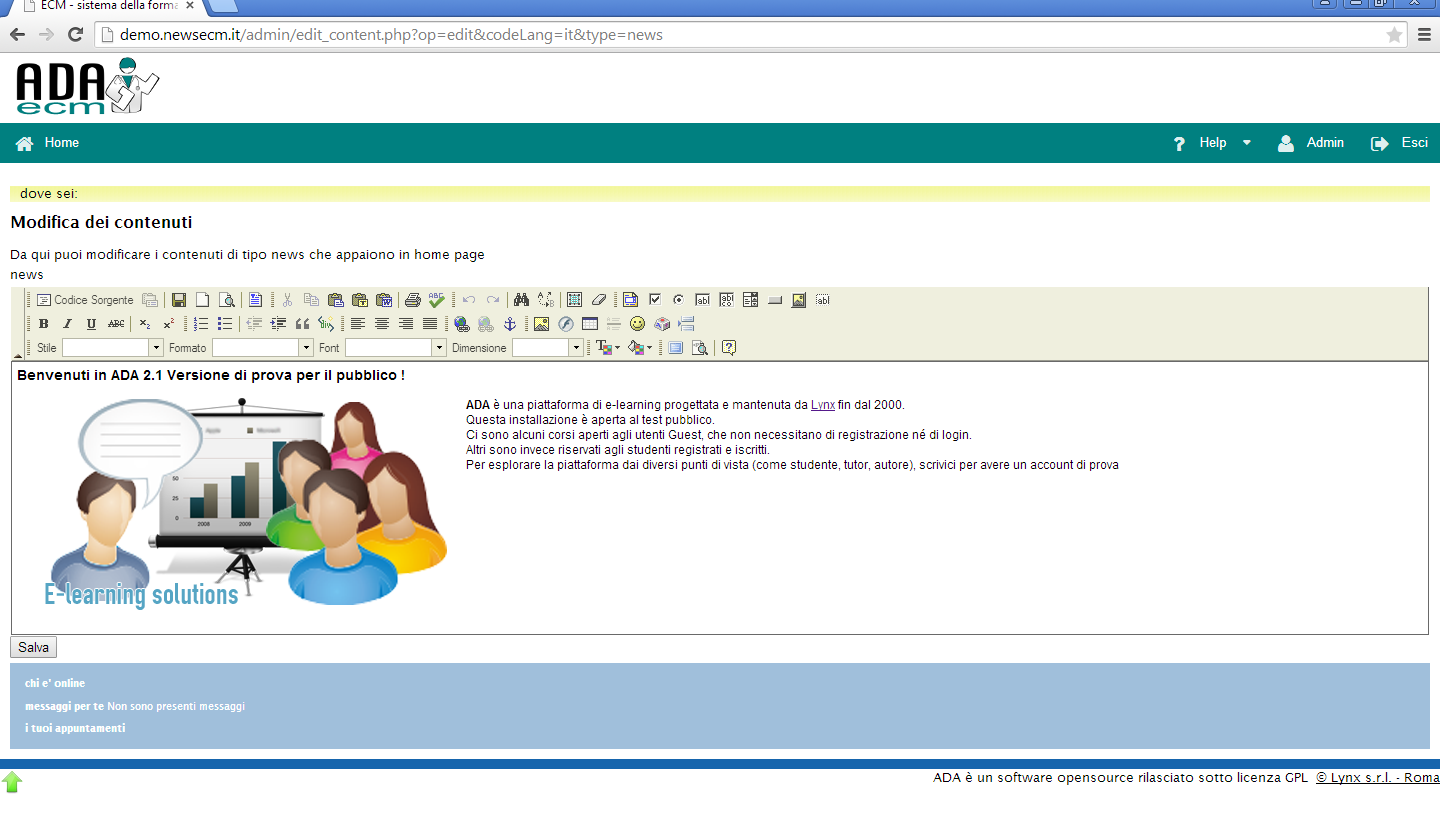 ECM - sistema della forma
demo.newsecm.it/admin/edit_content.php?op=edit&codeLang=it&type=news
ADA
ecm
Home
Help
Admin
Esci
dove sei:
Modifica dei contenuti
Da qui puoi modificare i contenuti di tipo news che appaiono in home page
news
Codice Sorgente
Stile
Formato
Font
Dimensione
Benvenuti in ADA 2.1 Versione di prova per il pubblico !
ADA è una piattaforma di e-learning progettata e mantenuta da Lynx fin dal 2000.
Questa installazione è aperta al test pubblico.
Ci sono alcuni corsi aperti agli utenti Guest, che non necessitano di registrazione né di login.
Altri sono invece riservati agli studenti registrati e iscritti.
Per esplorare la piattaforma dai diversi punti di vista (come studente, tutor, autore), scrivici per avere un account di prova
50
25
0
2008 2009
E-learning solutions
Salva
chi e' online
messaggi per te Non sono presenti messaggi
i tuoi appuntamenti
ADA è un software opensource rilasciato sotto licenza GPL © Lynx s.r.l. - Roma